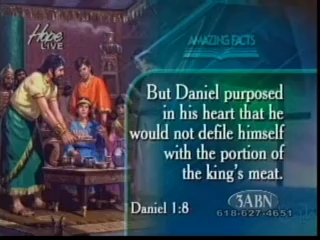 Hope
LIVE
AMAZING FACTS
But Daniel purposed
in his heart that he
would not defile himself
with the portion of
the king's meat.
Daniel 1:8
3ABN
618-627-4651